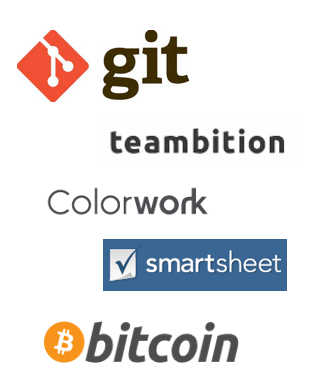 git
teambition
Colorwork
smartsheet
bitcoin